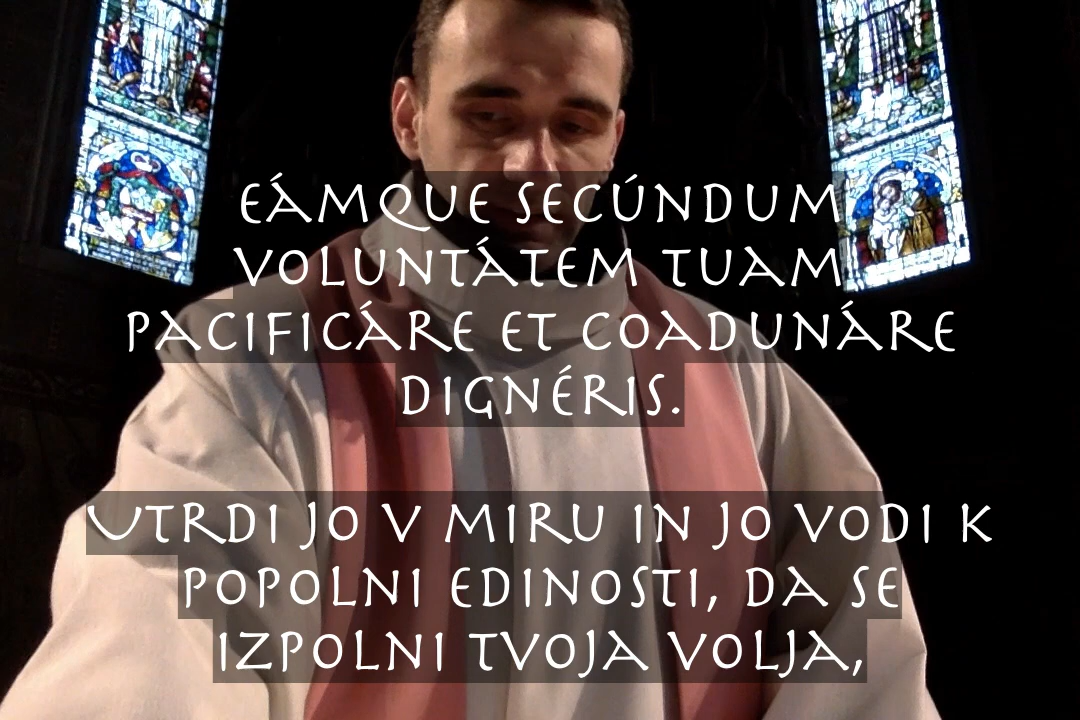 EÁMQUE SECÚNDUM
VOLUNTÁTEM TUAM
PACIFICÁRE ET COADUNÁRE
DIGNÉRIS.
UTRDI JO V MIRU IN JO VODI K
POPOLNI EDINOSTI, DA SE
IZPOLNI TVOJA VOLJA,